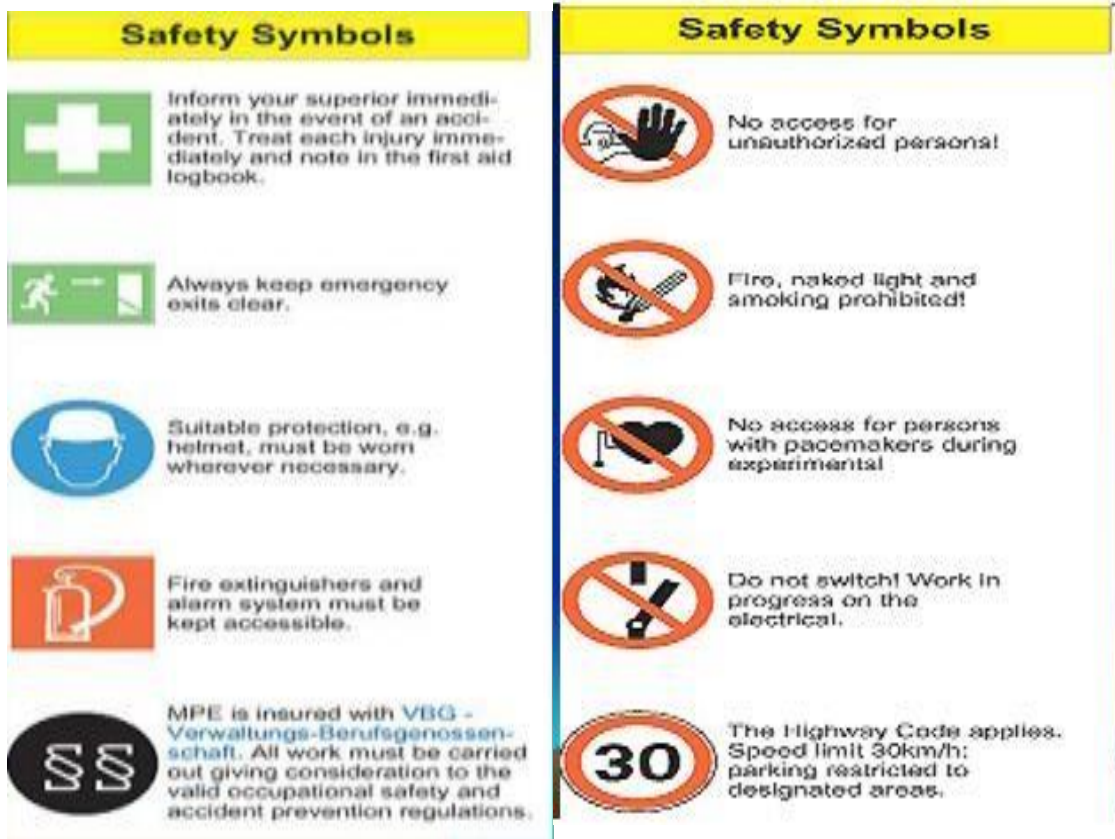 Safety Symbols
Inform your superior immedi-
ately in the event of an acci-
dent. Treat each injury imme-
diately and note in the first aid
logbook.
Always keep emergency
exits clear.
Suitable protection, e.g.
helmet, must be worn
wherever necessary.
Fire extinguishers and
alarm system must be
kept accessible.
§§
MPE is insured with VBG -
Verwaltungs-Berufsgenossen-
schaft. All work must be carried
out giving consideration to the
valid occupational safety and
accident prevention regulations.
Safety Symbols
No access for
unauthorized persons!
Fire, naked light and
smoking prohibited!
No access for persons
with pacemakers during
experiments!
Do not switch! Work in
progress on the
electrical.
30
The Highway Code applies.
Speed limit 30km/h;
parking restricted to
designated areas.